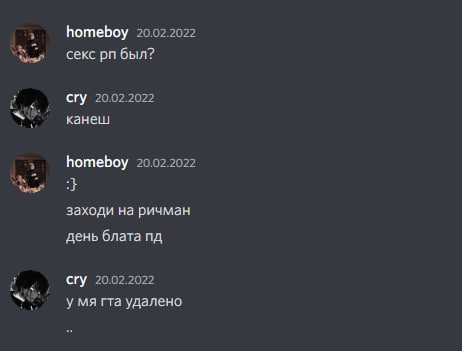 homeboy 20.02.2022
секс рп был?
cry 20.02.2022
канеш
homeboy 20.02.2022
:}
заходи на ричман
день блата пд
cry 20.02.2022
у мя гта удалено
..